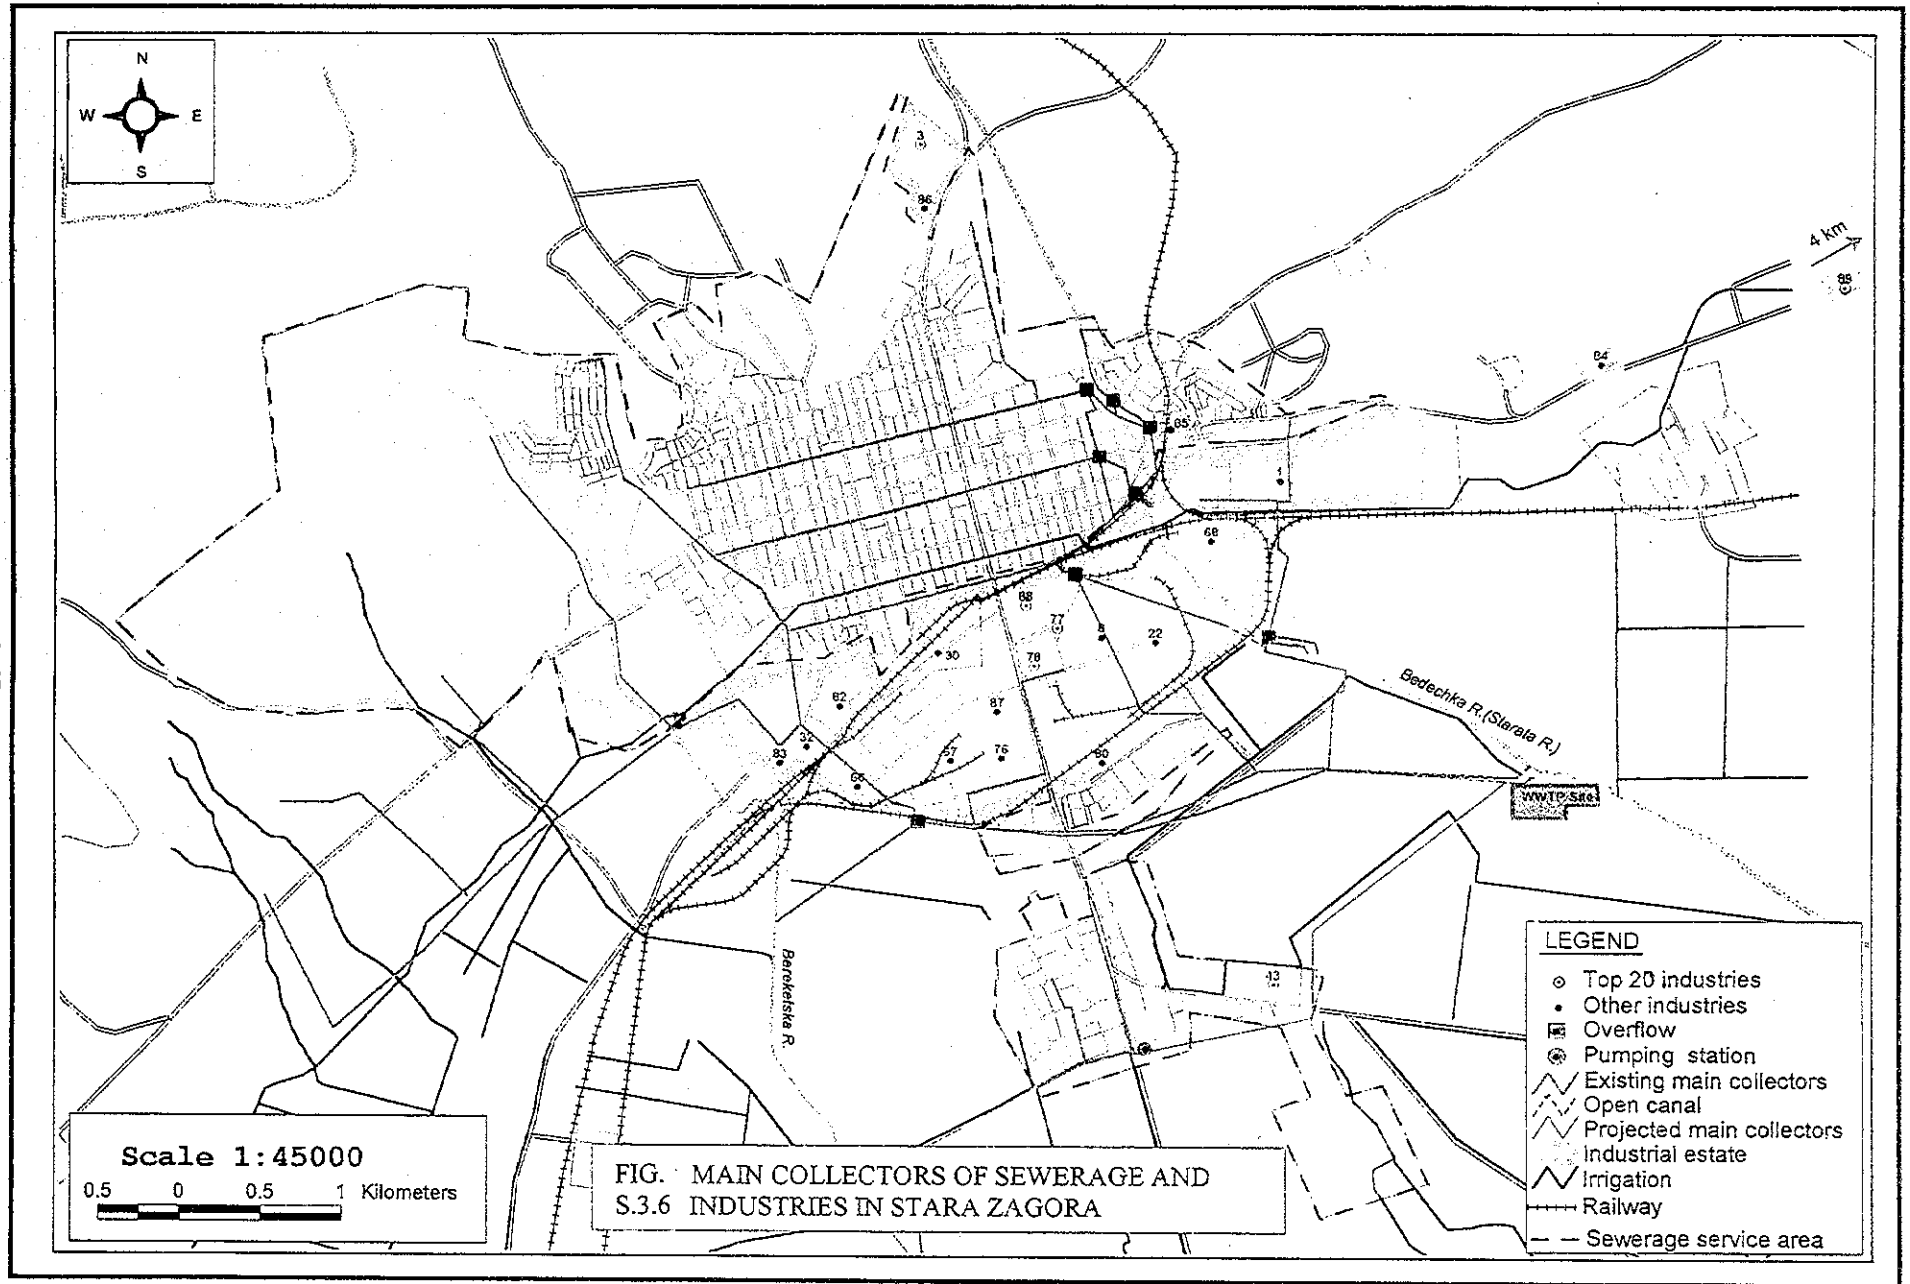 N
W E
S
3
86
4 km
89
84
85
1
68
88
77
8
22
78
30
62
87
32
83
57
76
80
66
Bedechka R.(Starata R.)
WWTP Site
Bereketska R.
43
LEGEND
Top 20 industries
Other industries
Overflow
Pumping station
Existing main collectors
Open canal
Projected main collectors
Industrial estate
Irrigation
Railway
Sewerage service area
Scale 1:45000
0.5 0 0.5 1 Kilometers
FIG. MAIN COLLECTORS OF SEWERAGE AND
S.3.6 INDUSTRIES IN STARA ZAGORA